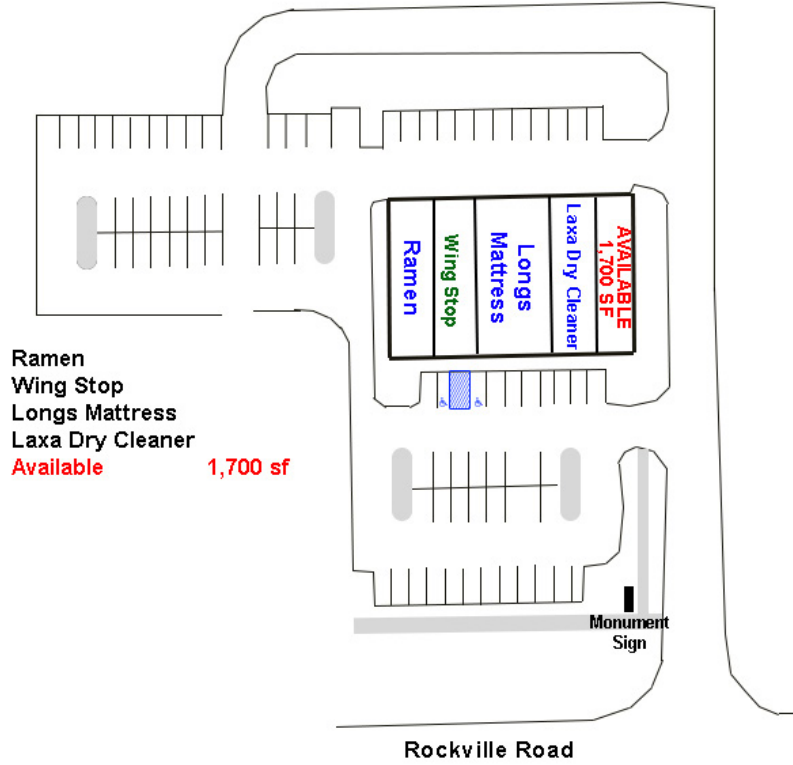 Ramen
Wing Stop
Longs
Mattress
Laxa Dry Cleaner
AVAILABLE
1,700 SF
Ramen
Wing Stop
Longs Mattress
Laxa Dry Cleaner
Available 1,700 sf
Monument
Sign
Rockville Road